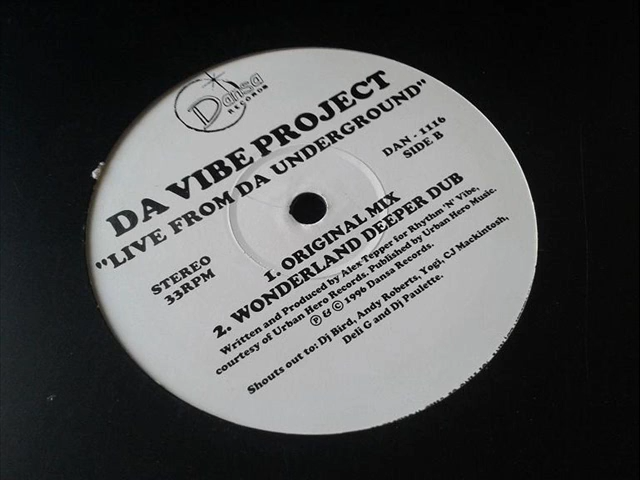 Dansa
RECORDS
DA VIBE PROJECT
"LIVE FROM DA UNDERGROUND"
DAN - 1116
SIDE B
STEREO
33RPM
1. ORIGINAL MIX
2. WONDERLAND DEEPER DUB
Written and Produced by Alex Tepper for Rhythm 'N' Vibe,
courtesy of Urban Hero Records. Published by Urban Hero Music.
℗ & © 1996 Dansa Records.
Shouts out to: Dj Bird, Andy Roberts, Yogi, CJ Mackintosh,
Deli G and Dj Paulette.